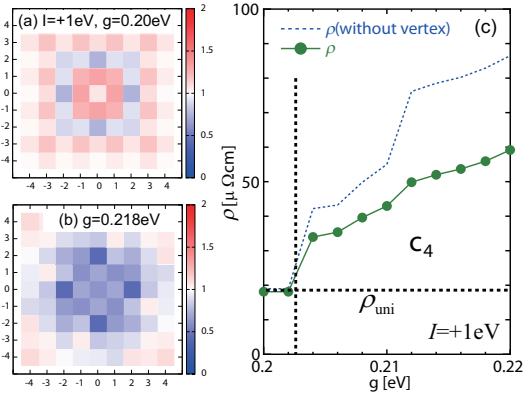 (a) I=+1eV, g=0.20eV
4
3
2
1
0
-1
-2
-3
-4
-4 -3 -2 -1 0 1 2 3 4
2
1.5
1
0.5
0
(b) g=0.218eV
4
3
2
1
0
-1
-2
-3
-4
-4 -3 -2 -1 0 1 2 3 4
2
1.5
1
0.5
0
ρ(without vertex)
ρ
(c)
100
50
0
ρ [μ Ωcm]
C₄
ρuni
I=+1eV
0.2 0.21 0.22
g [eV]